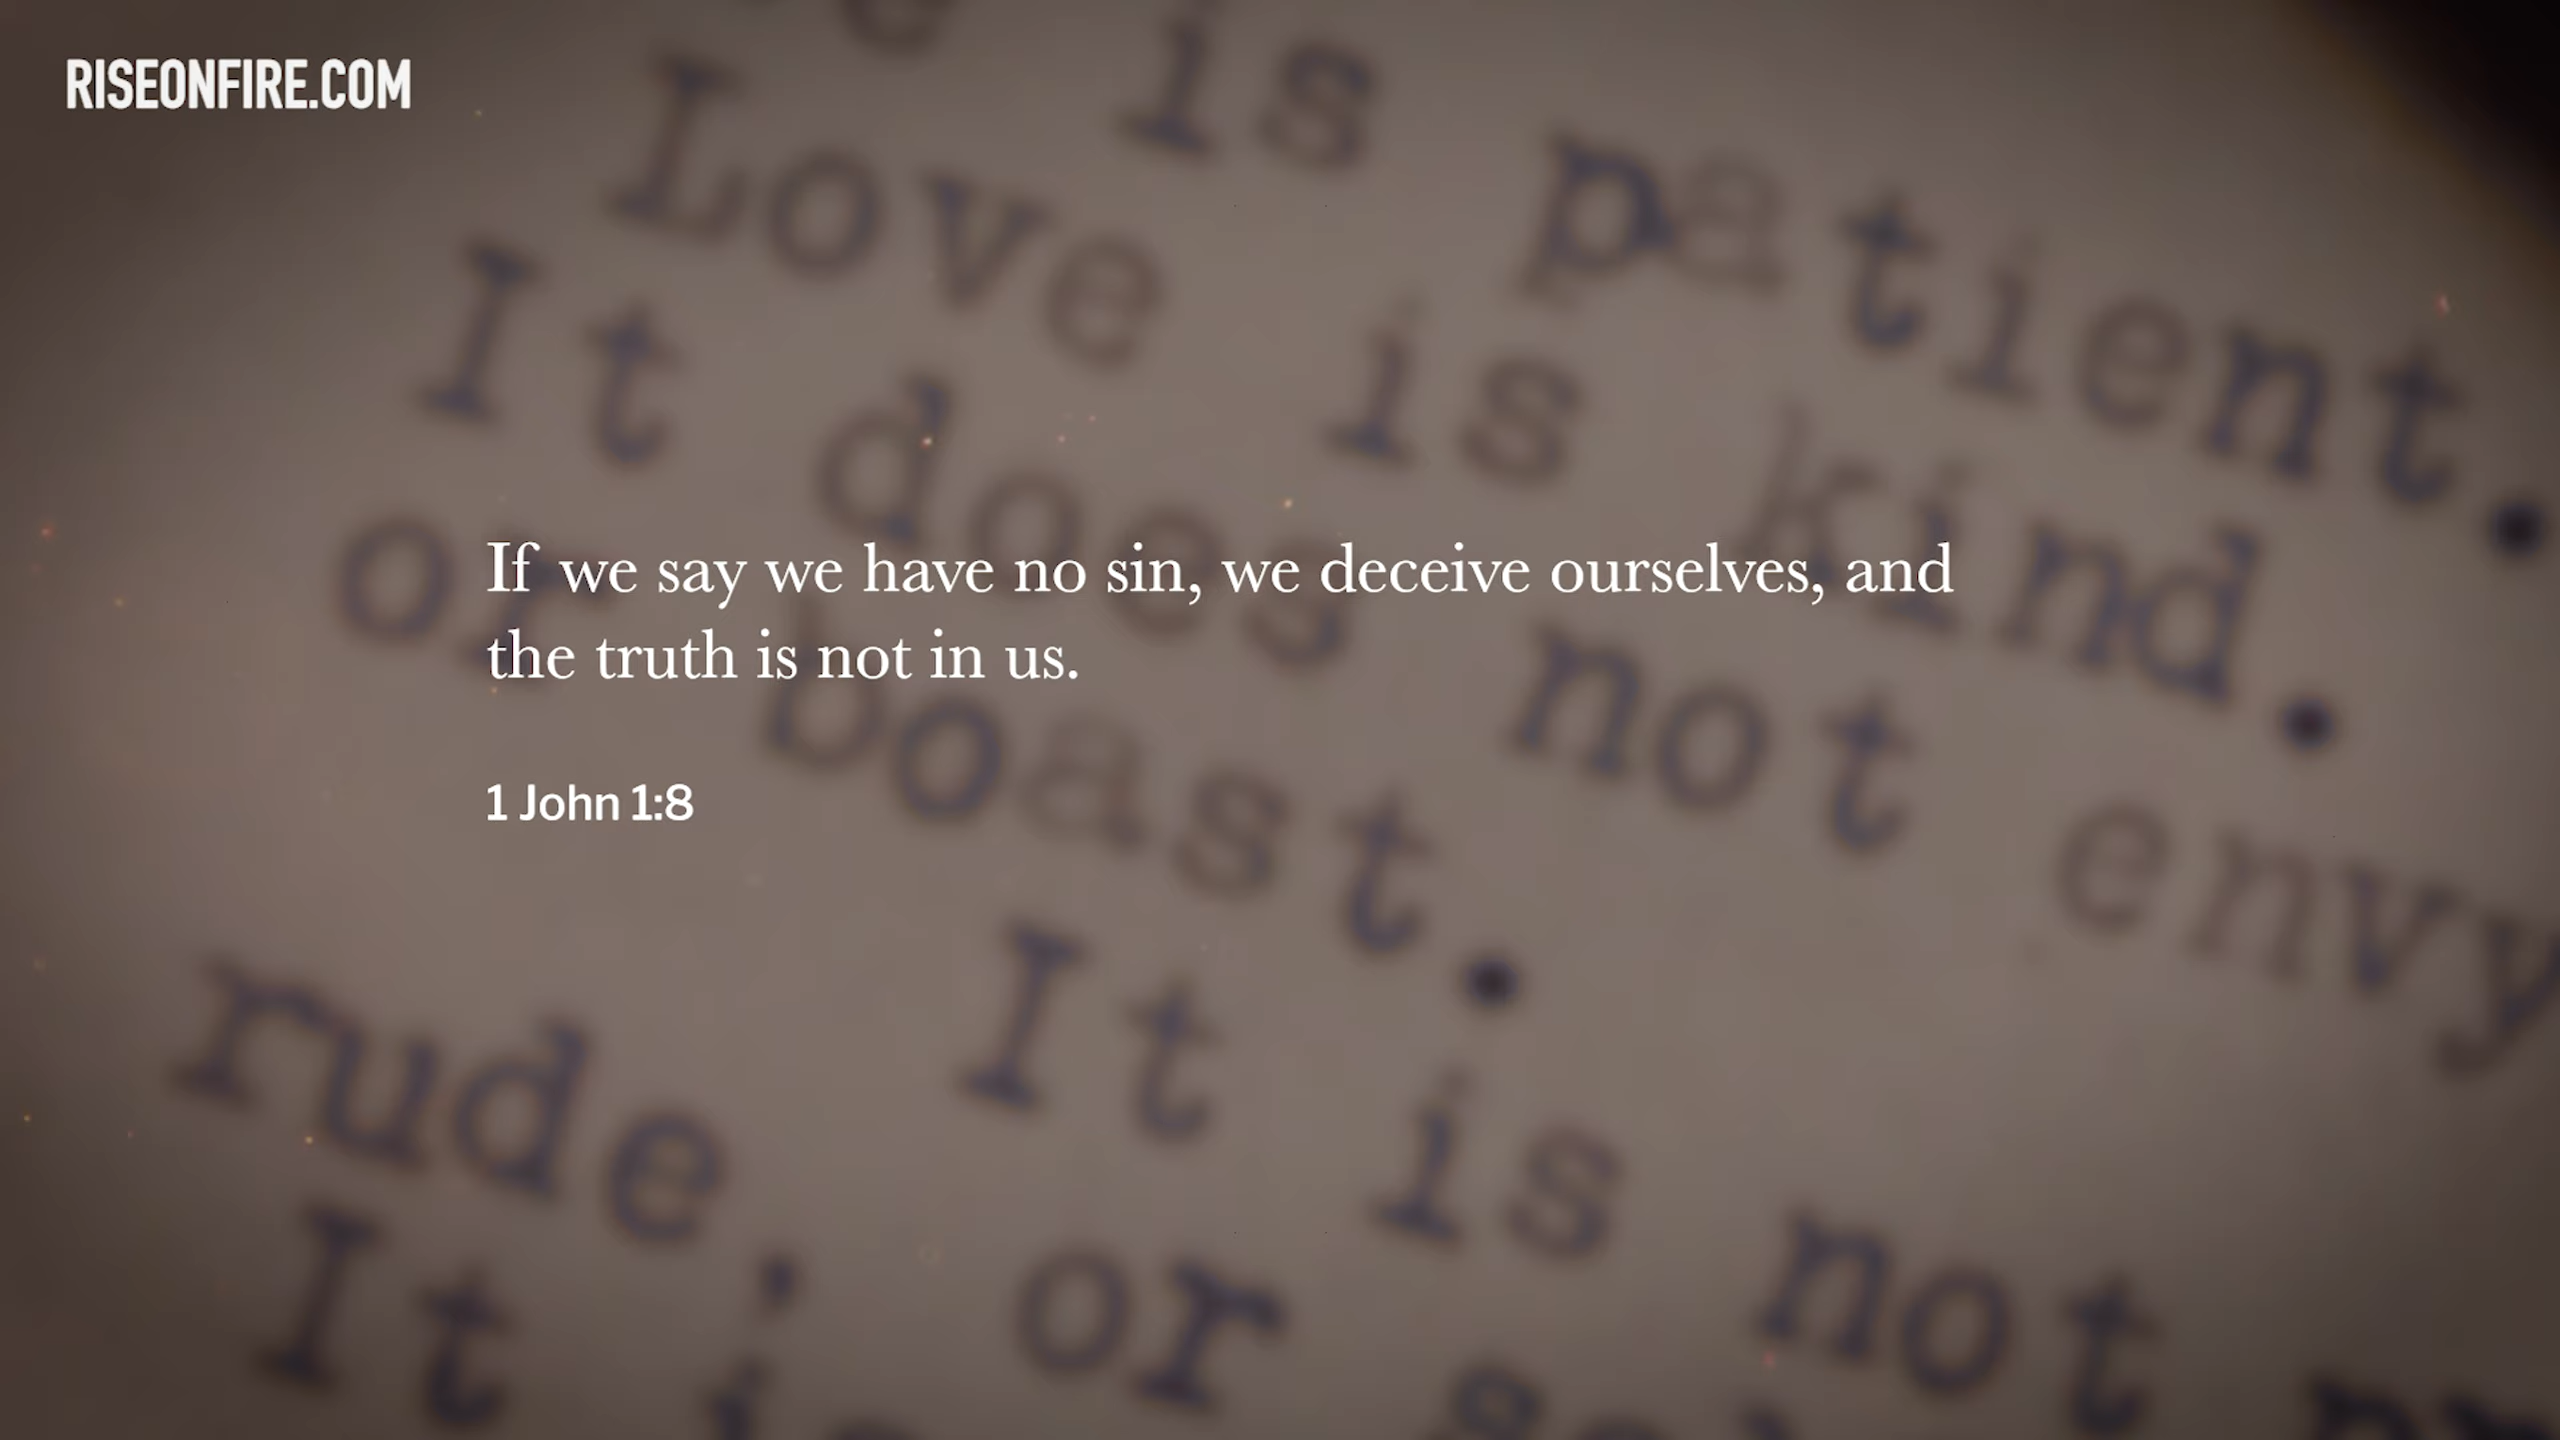 RISEONFIRE.COM
is patient.
Love is kind.
It does not envy
or boast.
If we say we have no sin, we deceive ourselves, and
the truth is not in us.
1 John 1:8
It is not
rude, or
It